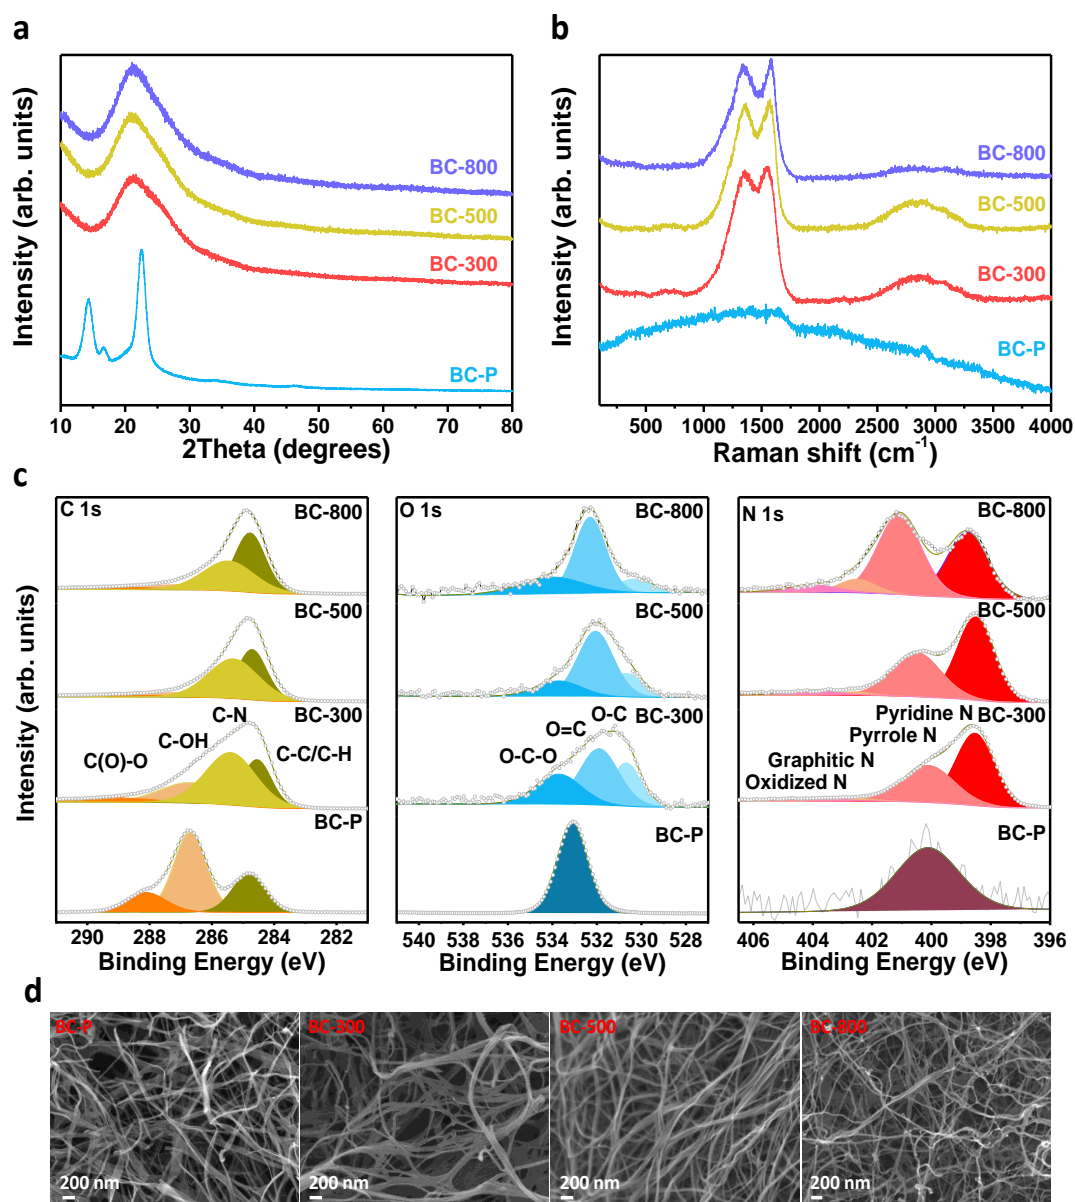 a
Intensity (arb. units)
BC-800
BC-500
BC-300
BC-P
10 20 30 40 50 60 70 80
2Theta (degrees)
b
Intensity (arb. units)
BC-800
BC-500
BC-300
BC-P
500 1000 1500 2000 2500 3000 3500 4000
Raman shift (cm-1)
c
Intensity (arb. units)
C 1s
BC-800
BC-500
C-N
BC-300
C-OH
C-C/C-H
C(O)-O
BC-P
290 288 286 284 282
Binding Energy (eV)
O 1s
BC-800
BC-500
O-C
BC-300
O=C
O-C-O
BC-P
540 538 536 534 532 530 528
Binding Energy (eV)
N 1s
BC-800
BC-500
Pyridine N
BC-300
Pyrrole N
Graphitic N
Oxidized N
BC-P
406 404 402 400 398 396
Binding Energy (eV)
d
BC-P
200 nm
BC-300
200 nm
BC-500
200 nm
BC-800
200 nm